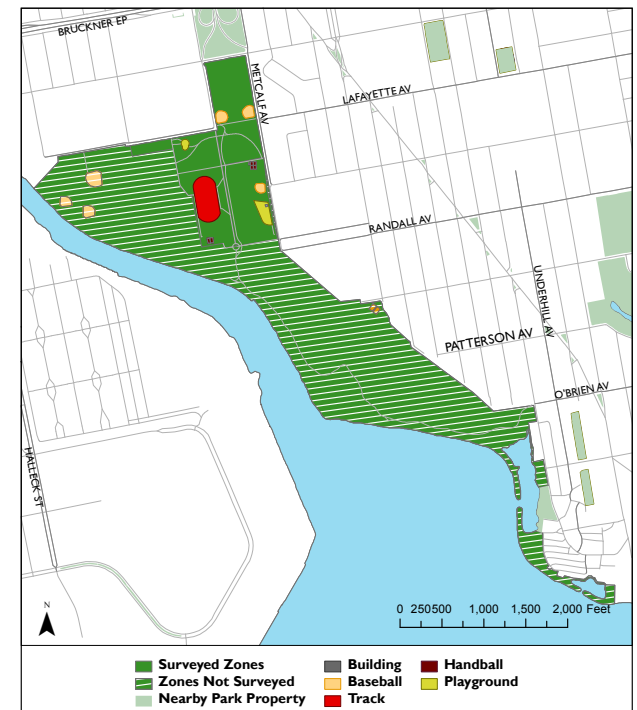 BRUCKNER EP
METCALF AV
LAFAYETTE AV
RANDALL AV
UNDERHILL AV
PATTERSON AV
O'BRIEN AV
HALLECK ST
N
0 250500 1,000 1,500 2,000 Feet
Surveyed Zones
Zones Not Surveyed
Nearby Park Property
Building
Baseball
Track
Handball
Playground